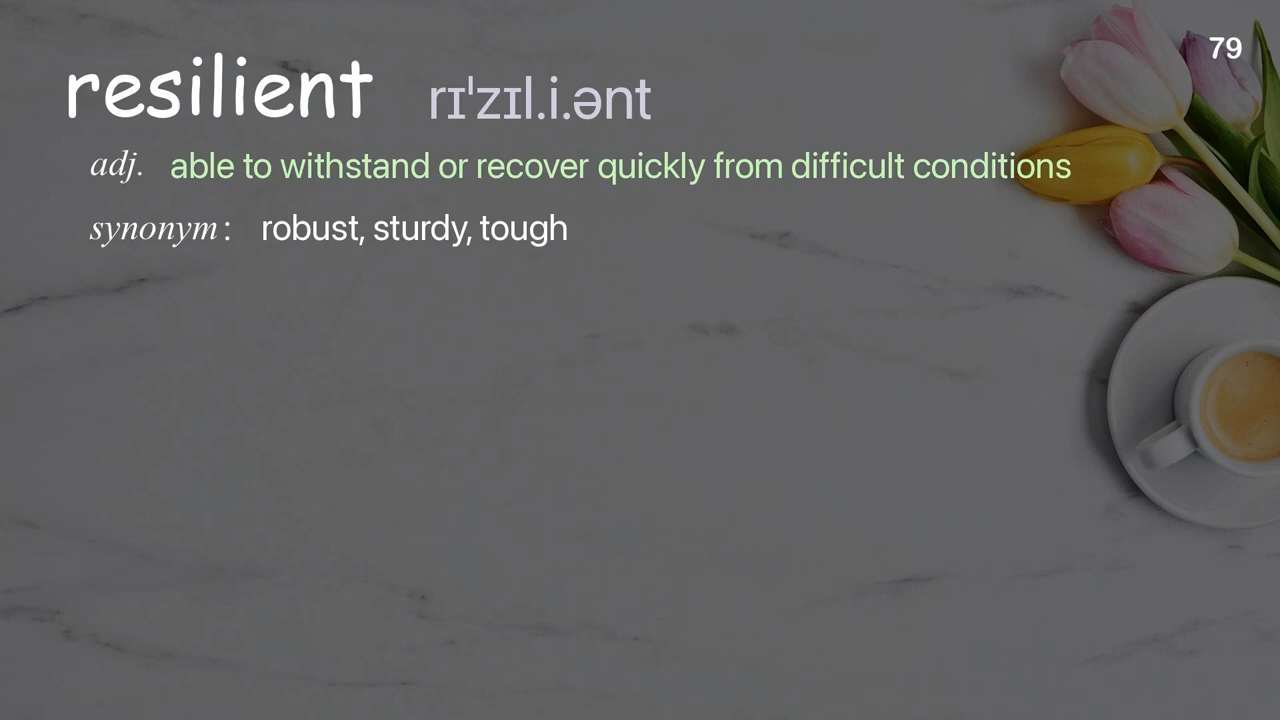 79
resilient rɪˈzɪl.i.ənt
adj. able to withstand or recover quickly from difficult conditions
synonym : robust, sturdy, tough